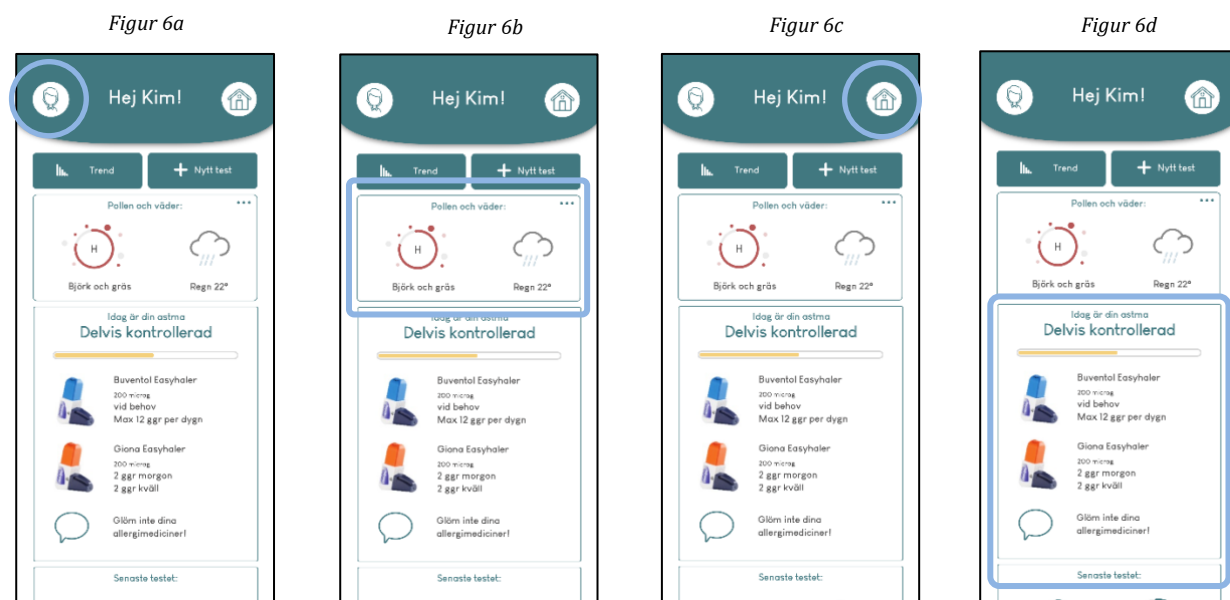 Figur 6a
Hej Kim!
Trend
Nytt test
Pollen och väder:
H
Björk och gräs
Regn 22°
Idag är din astma
Delvis kontrollerad
Buventol Easyhaler
200 microg
vid behov
Max 12 ggr per dygn
Giona Easyhaler
200 microg
2 ggr morgon
2 ggr kväll
Glöm inte dina
allergimediciner!
Senaste testet:
Figur 6b
Hej Kim!
Trend
Nytt test
Pollen och väder:
H
Björk och gräs
Regn 22°
Idag är din astma
Delvis kontrollerad
Buventol Easyhaler
200 microg
vid behov
Max 12 ggr per dygn
Giona Easyhaler
200 microg
2 ggr morgon
2 ggr kväll
Glöm inte dina
allergimediciner!
Senaste testet:
Figur 6c
Hej Kim!
Trend
Nytt test
Pollen och väder:
H
Björk och gräs
Regn 22°
Idag är din astma
Delvis kontrollerad
Buventol Easyhaler
200 microg
vid behov
Max 12 ggr per dygn
Giona Easyhaler
200 microg
2 ggr morgon
2 ggr kväll
Glöm inte dina
allergimediciner!
Senaste testet:
Figur 6d
Hej Kim!
Trend
Nytt test
Pollen och väder:
H
Björk och gräs
Regn 22°
Idag är din astma
Delvis kontrollerad
Buventol Easyhaler
200 microg
vid behov
Max 12 ggr per dygn
Giona Easyhaler
200 microg
2 ggr morgon
2 ggr kväll
Glöm inte dina
allergimediciner!
Senaste testet: